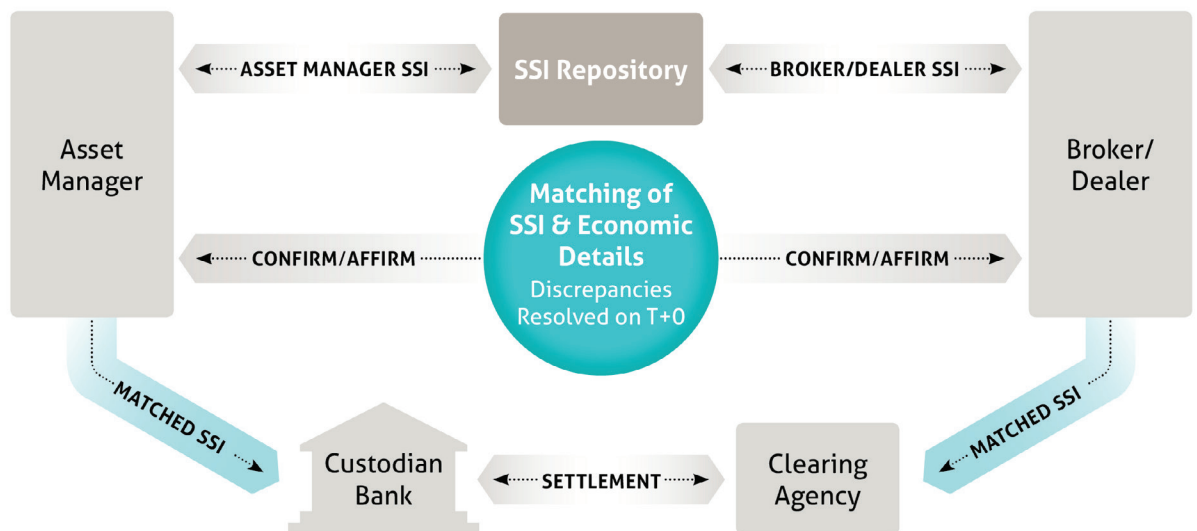 ASSET MANAGER SSI
SSI Repository
BROKER/DEALER SSI
Asset
Manager
Broker/
Dealer
Matching of
SSI & Economic
Details
Discrepancies
Resolved on T+0
CONFIRM/AFFIRM
CONFIRM/AFFIRM
MATCHED SSI
MATCHED SSI
Custodian
Bank
SETTLEMENT
Clearing
Agency